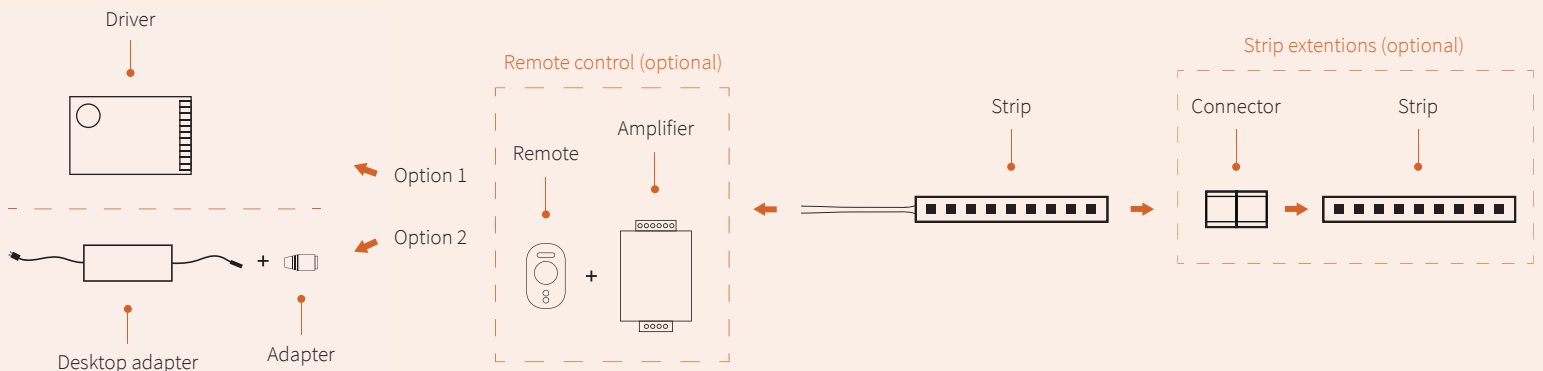 Driver
Option 1
Option 2
Desktop adapter
+
Adapter
Remote control (optional)
Remote
+
Amplifier
Strip
Strip extentions (optional)
Connector
Strip